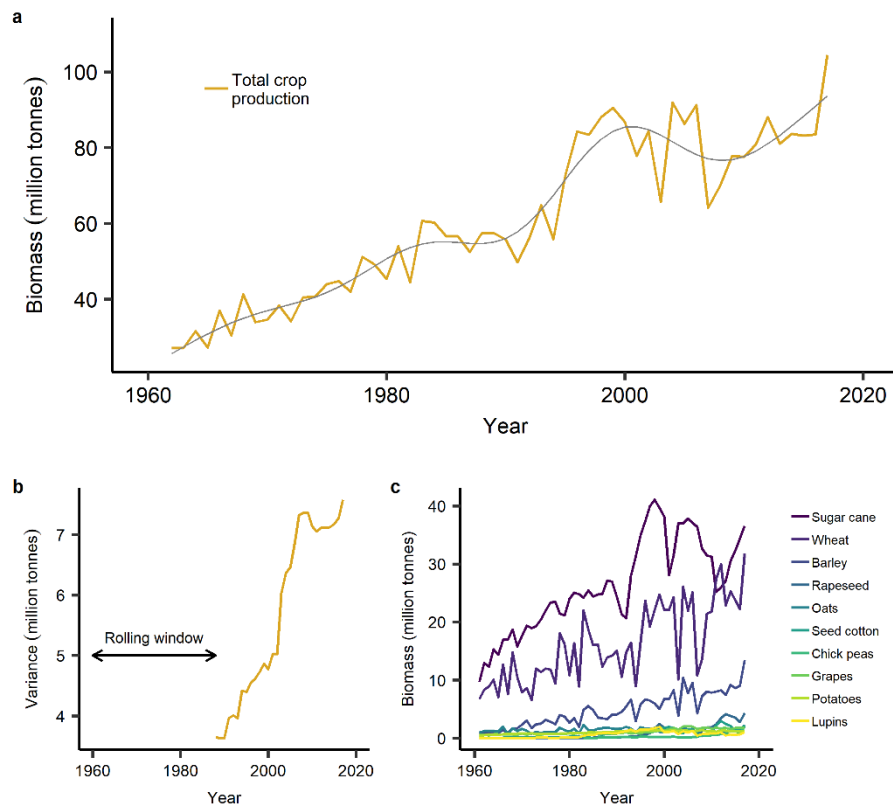 a
Biomass (million tonnes)
100
80
60
40
Total crop
production
1960
1980
2000
2020
Year
b
Variance (million tonnes)
7
6
5
4
Rolling window
1960
1980
2000
2020
Year
c
Biomass (million tonnes)
40
30
20
10
0
1960
1980
2000
2020
Year
Sugar cane
Wheat
Barley
Rapeseed
Oats
Seed cotton
Chick peas
Grapes
Potatoes
Lupins